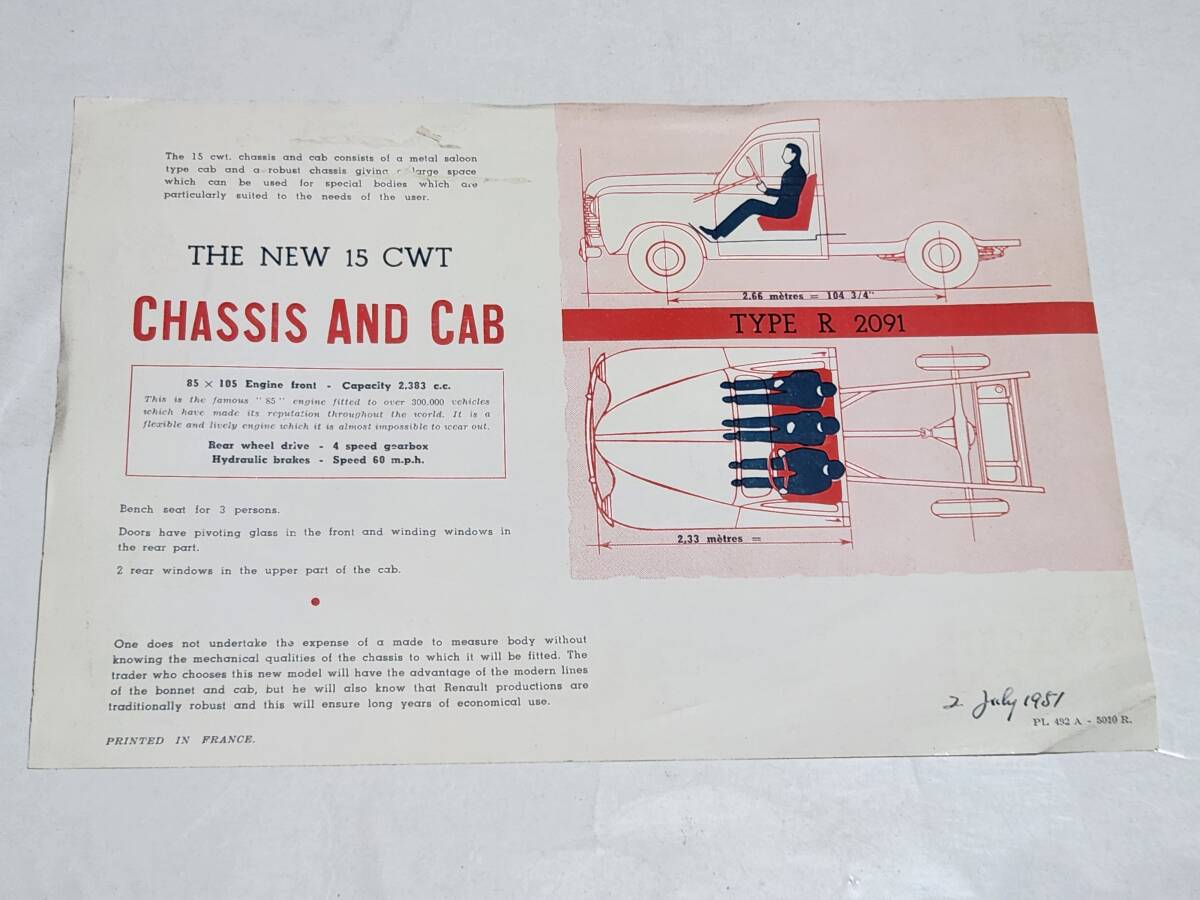 The 15 cwt. chassis and cab consists of a metal saloon
type cab and a robust chassis giving large space
which can be used for special bodies which are
particularly suited to the needs of the user.
THE NEW 15 CWT
CHASSIS AND CAB
85 × 105 Engine front - Capacity 2,383 c.c.
This is the famous "85" engine fitted to over 300.000 vehicles
which have made its reputation throughout the world. It is a
flexible and lively engine which it is almost impossible to wear out.
Rear wheel drive - 4 speed gearbox
Hydraulic brakes - Speed 60 m.p.h.
Bench seat for 3 persons.
Doors have pivoting glass in the front and winding windows in
the rear part.
2 rear windows in the upper part of the cab.
One does not undertake the expense of a made to measure body without
knowing the mechanical qualities of the chassis to which it will be fitted. The
trader who chooses this new model will have the advantage of the modern lines
of the bonnet and cab, but he will also know that Renault productions are
traditionally robust and this will ensure long years of economical use.
PRINTED IN FRANCE.
2.66 mètres = 104 3/4"
TYPE R 2091
2,33 mètres =
2 July 1951
PL 492 A - 5010 R.